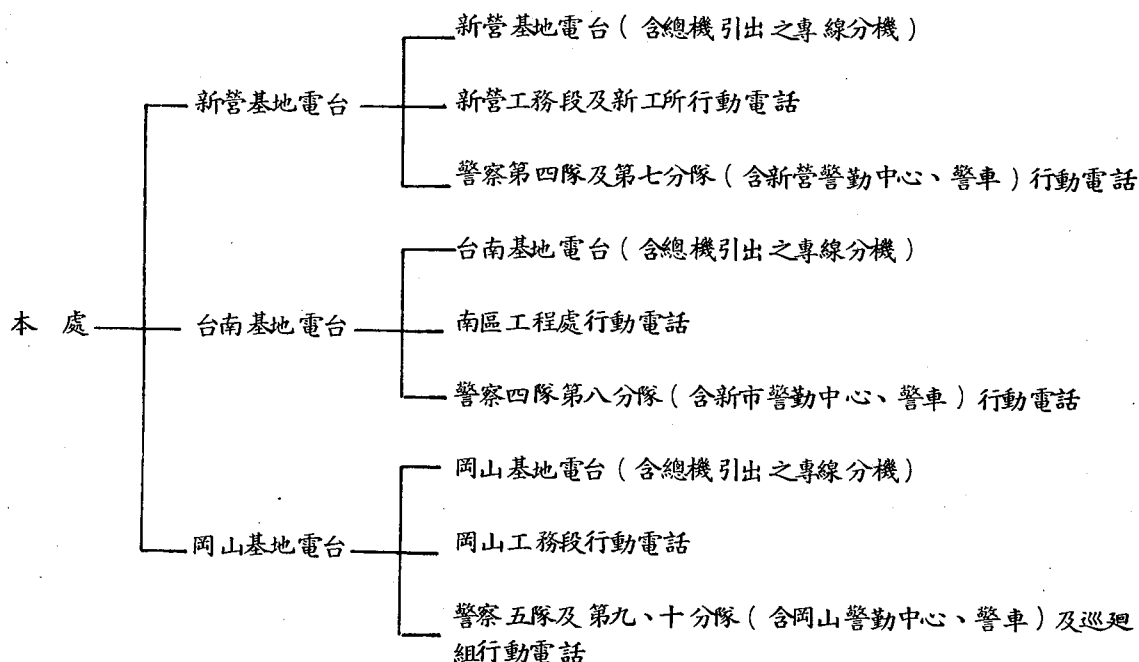 本處
新營基地電台
新營基地電台（含總機引出之專線分機）
新營工務段及新工所行動電話
警察第四隊及第七分隊（含新營警勤中心、警車）行動電話
台南基地電台
台南基地電台（含總機引出之專線分機）
南區工程處行動電話
警察四隊第八分隊（含新市警勤中心、警車）行動電話
岡山基地電台
岡山基地電台（含總機引出之專線分機）
岡山工務段行動電話
警察五隊及第九、十分隊（含岡山警勤中心、警車）及巡廻
組行動電話